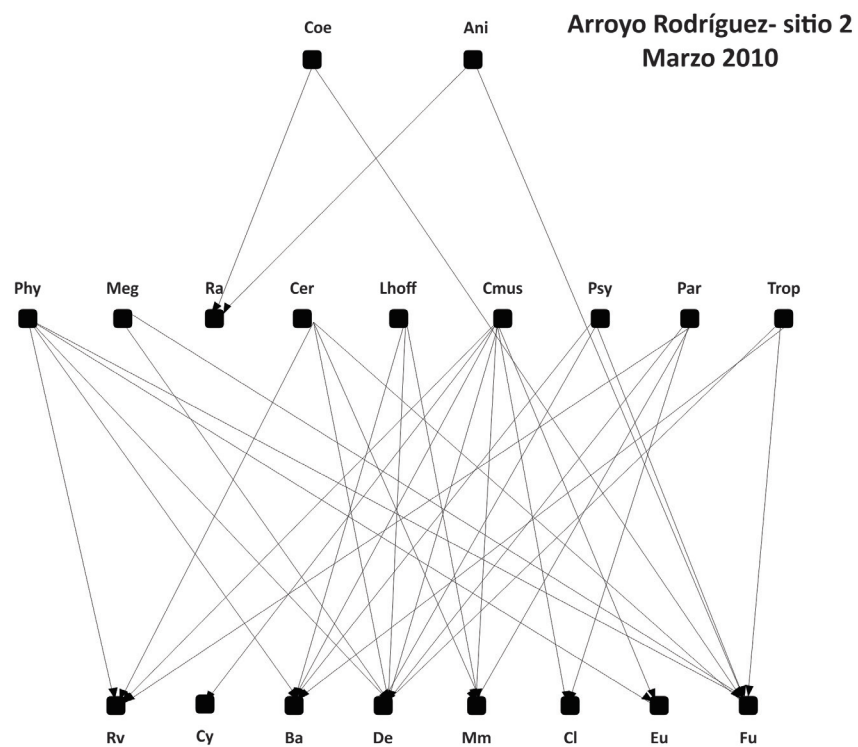 Arroyo Rodríguez- sitio 2
Marzo 2010
Coe Ani
Phy Meg Ra Cer Lhoff Cmus Psy Par Trop
Rv Cy Ba De Mm Cl Eu Fu